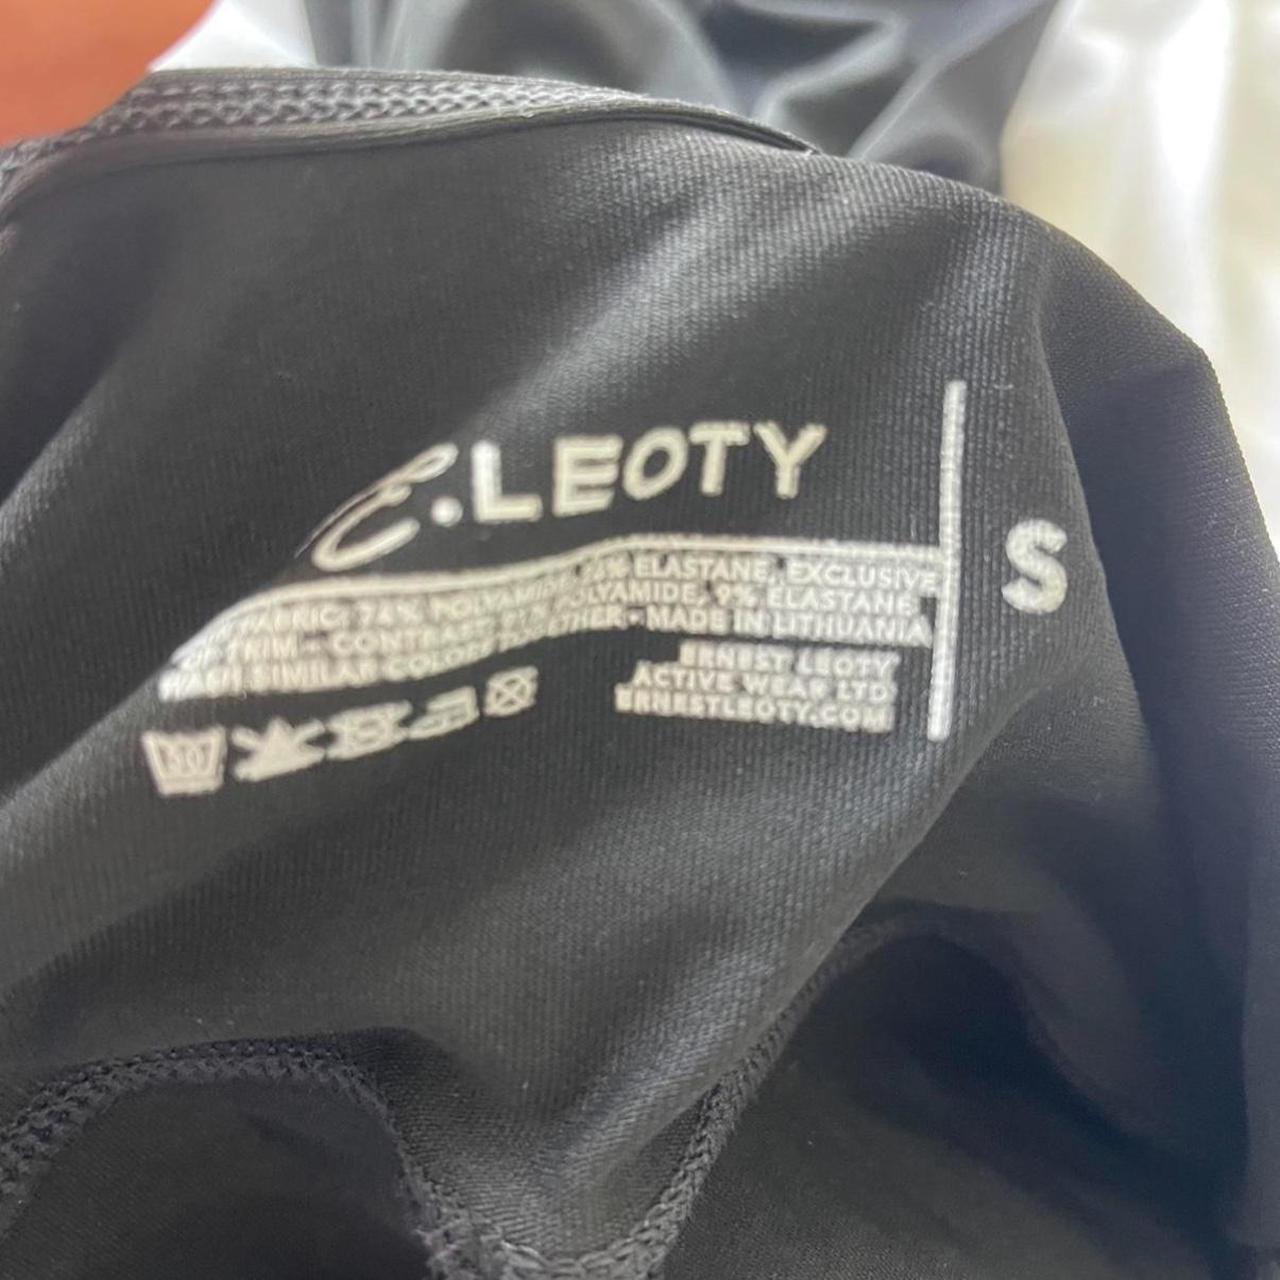 E.LEOTY
FABRIC: 74% POLYAMIDE, 26% ELASTANE, EXCLUSIVE
OF TRIM – CONTRAST 91% POLYAMIDE, 9% ELASTANE
WASH SIMILAR COLORS TOGETHER • MADE IN LITHUANIA
ERNEST LEOTY
ACTIVE WEAR LTD
ERNESTLEOTY.COM
30
S